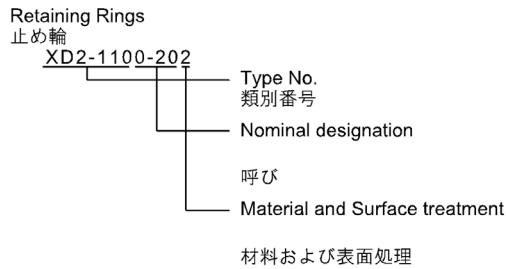 Retaining Rings
止め輪
XD2-1100-202
Type No.
類別番号
Nominal designation
呼び
Material and Surface treatment
材料および表面処理